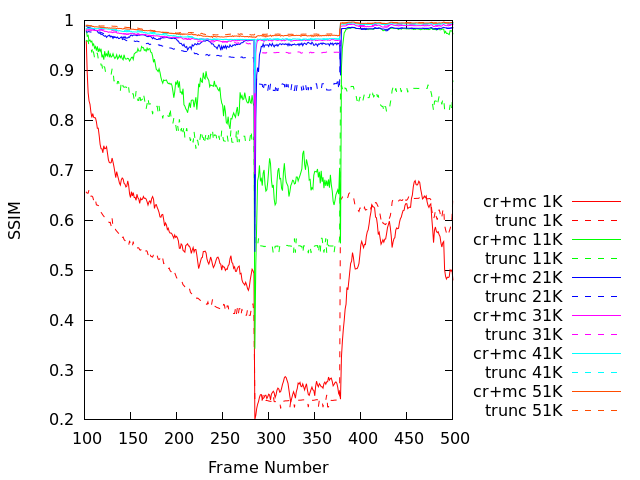 1
0.9
0.8
0.7
0.6
0.5
0.4
0.3
0.2
SSIM
100 150 200 250 300 350 400 450 500
Frame Number
cr+mc 1K
trunc 1K
cr+mc 11K
trunc 11K
cr+mc 21K
trunc 21K
cr+mc 31K
trunc 31K
cr+mc 41K
trunc 41K
cr+mc 51K
trunc 51K